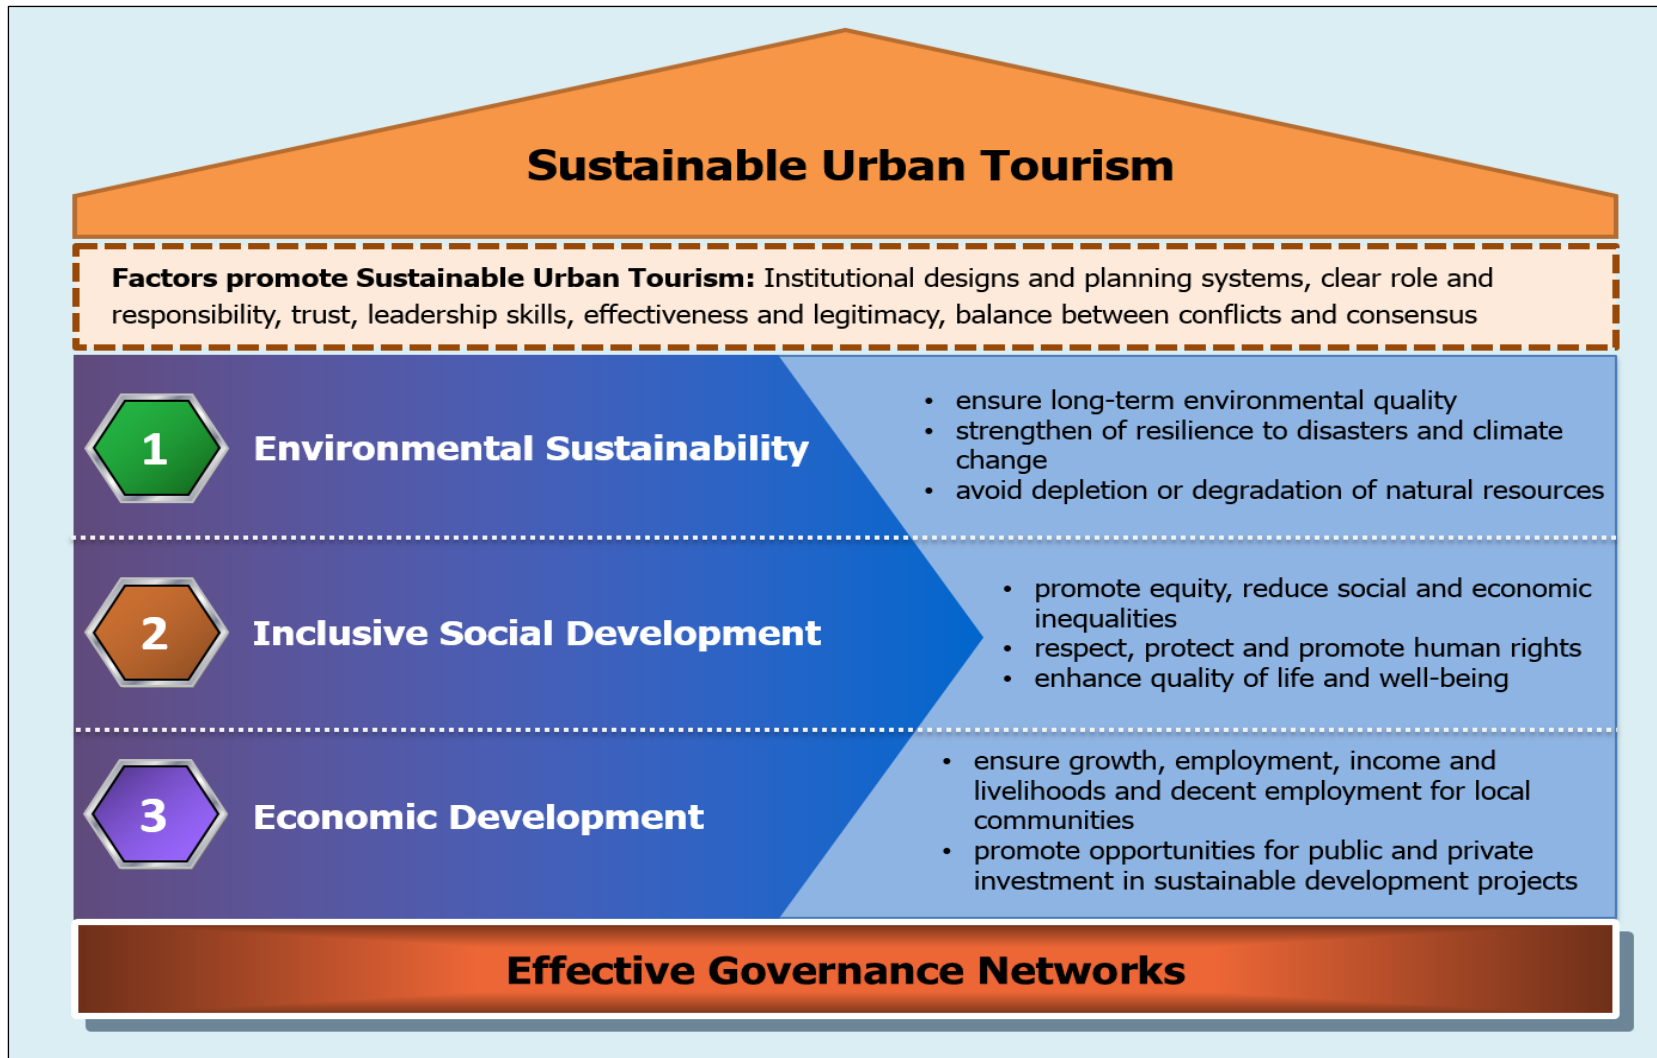 Sustainable Urban Tourism
Factors promote Sustainable Urban Tourism: Institutional designs and planning systems, clear role and
responsibility, trust, leadership skills, effectiveness and legitimacy, balance between conflicts and consensus
1
Environmental Sustainability
• ensure long-term environmental quality
• strengthen of resilience to disasters and climate
change
• avoid depletion or degradation of natural resources
2
Inclusive Social Development
• promote equity, reduce social and economic
inequalities
• respect, protect and promote human rights
• enhance quality of life and well-being
3
Economic Development
• ensure growth, employment, income and
livelihoods and decent employment for local
communities
• promote opportunities for public and private
investment in sustainable development projects
Effective Governance Networks